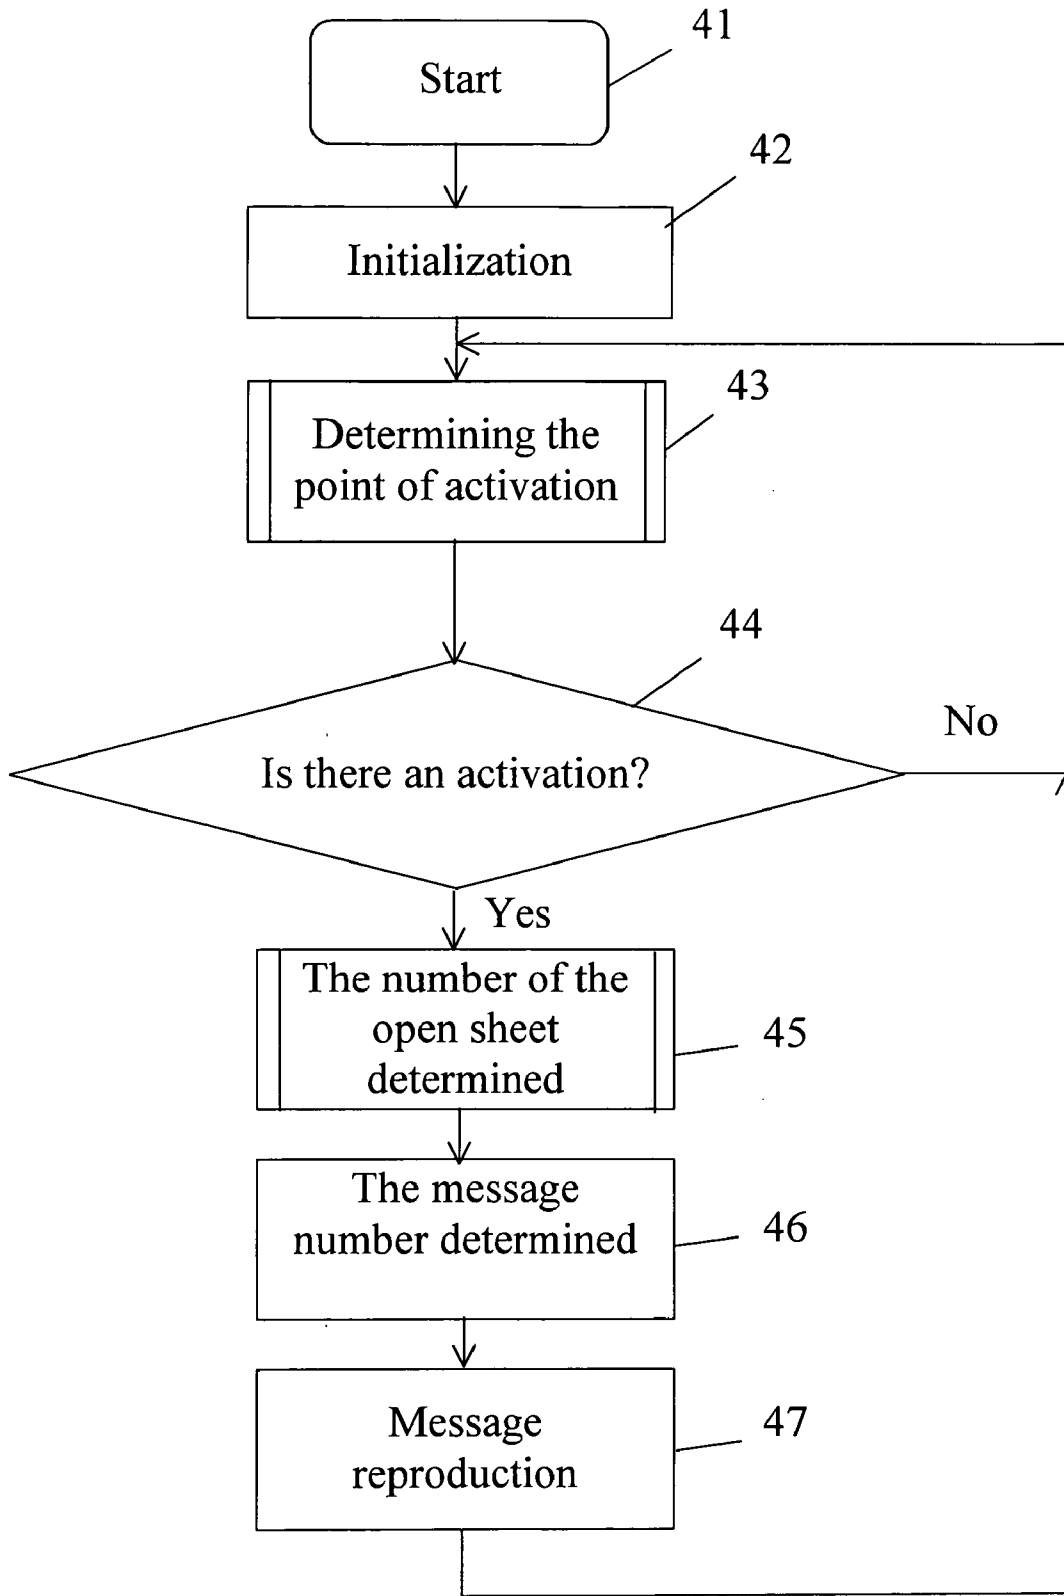 41
Start
42
Initialization
43
Determining the
point of activation
44
No
Is there an activation?
Yes
The number of the
open sheet
determined
45
The message
number determined
46
Message
reproduction
47